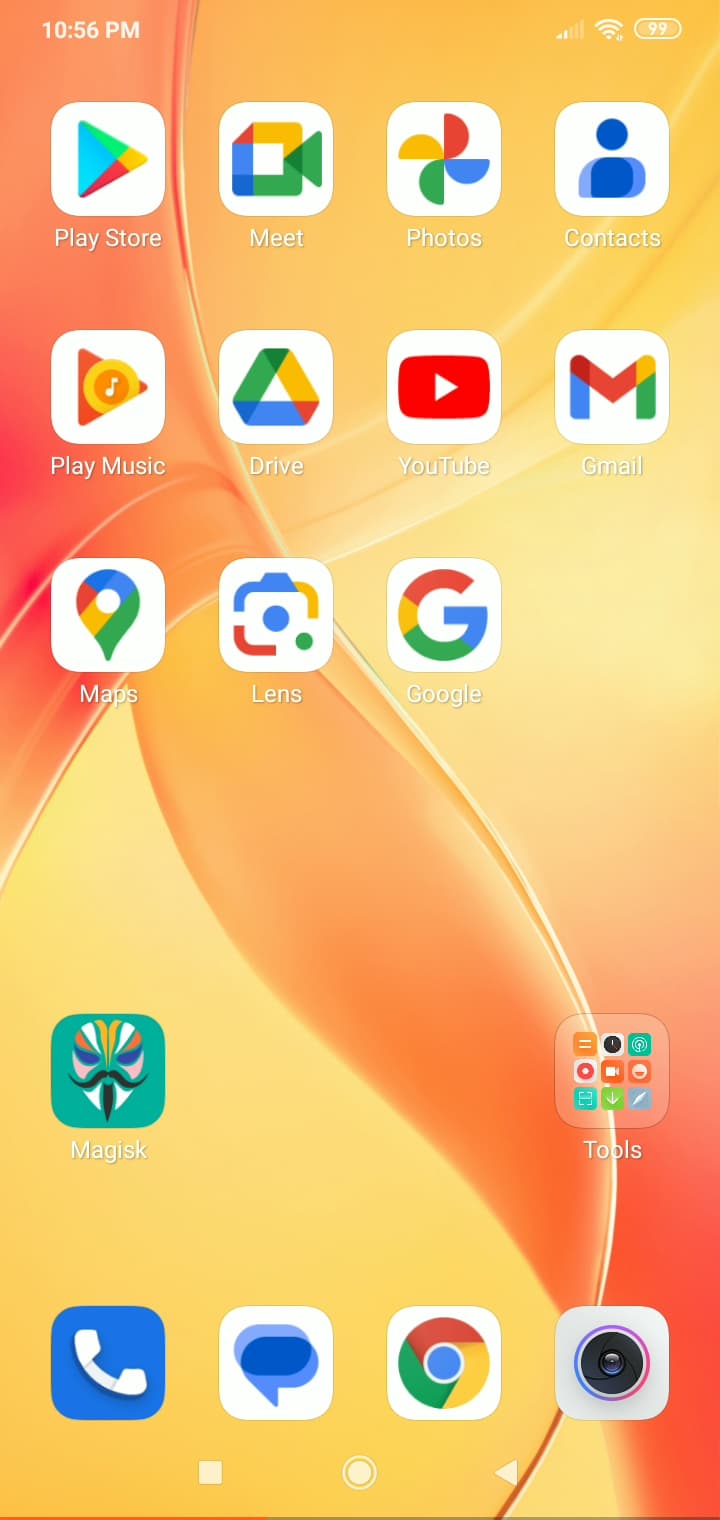 10:56 PM 99
Play Store Meet Photos Contacts
Play Music Drive YouTube Gmail
Maps Lens Google
Magisk Tools